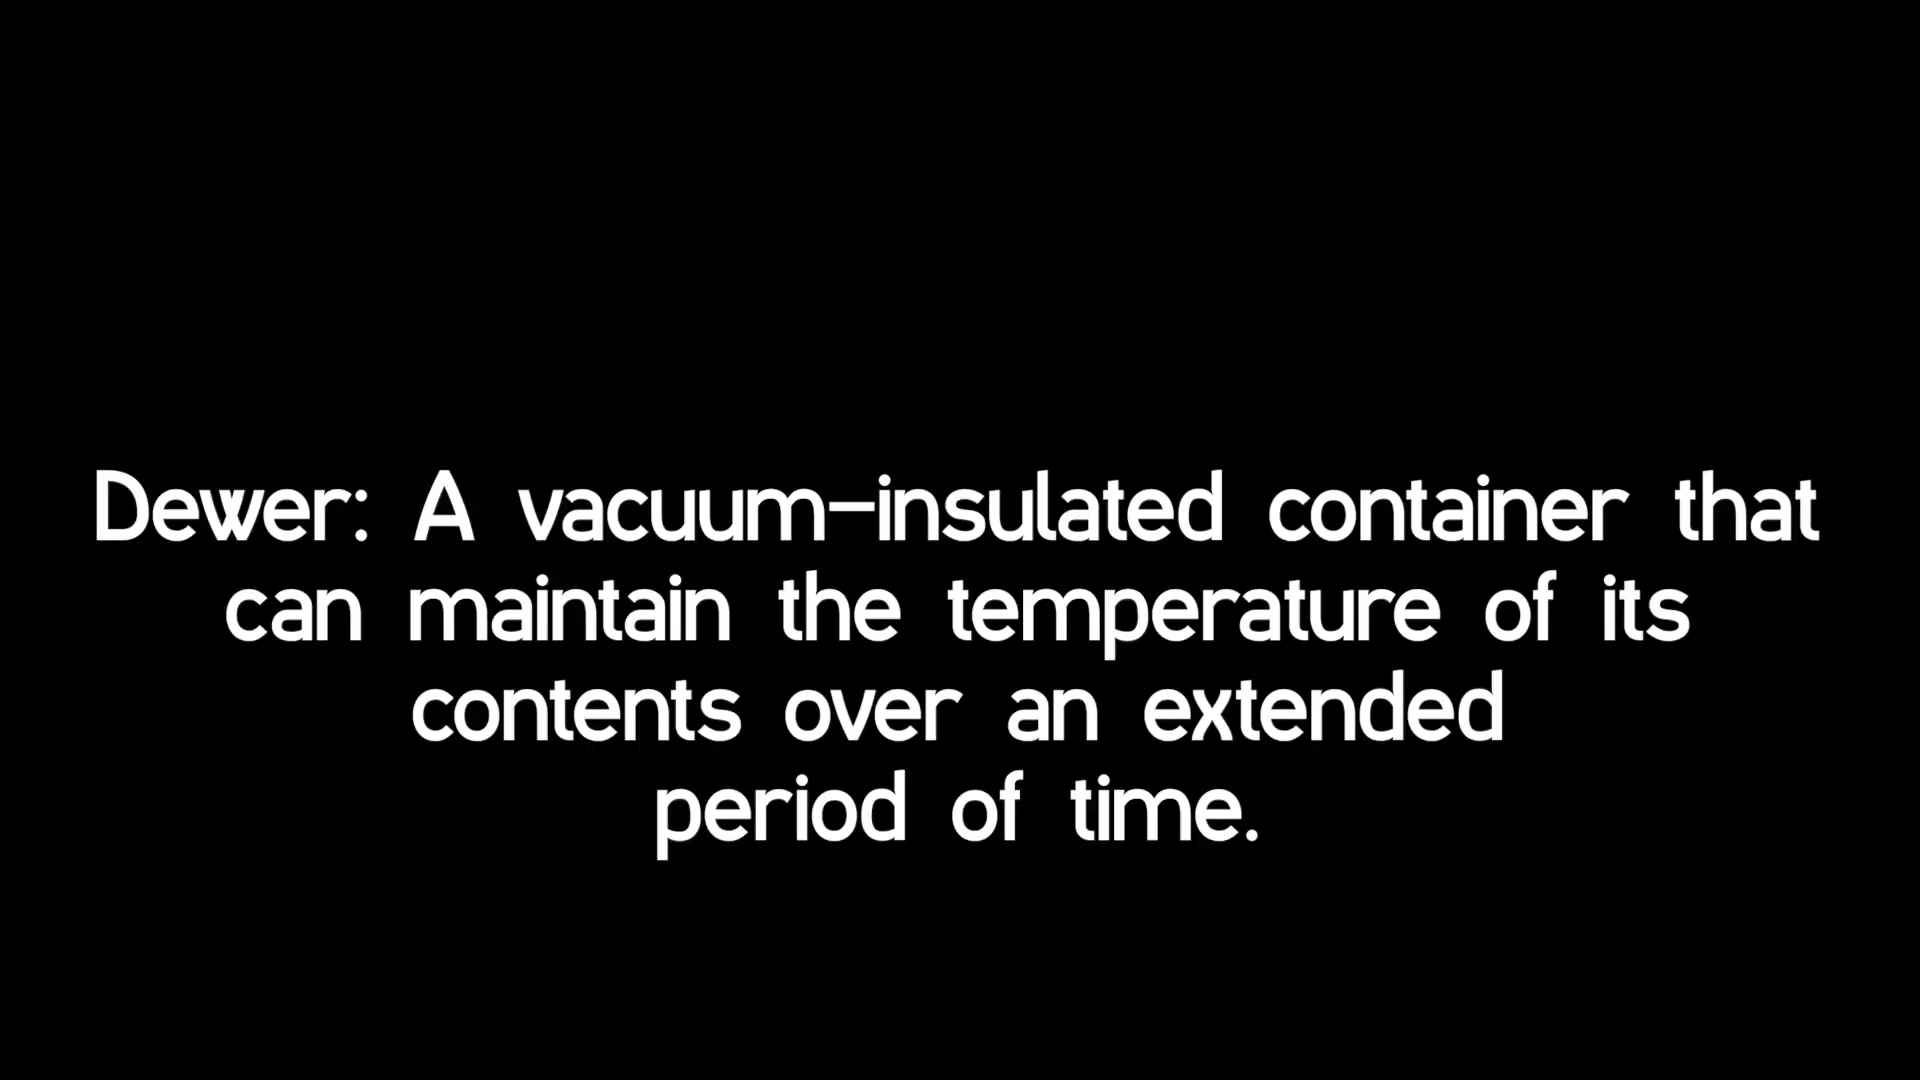 Dewer: A vacuum-insulated container that
can maintain the temperature of its
contents over an extended
period of time.